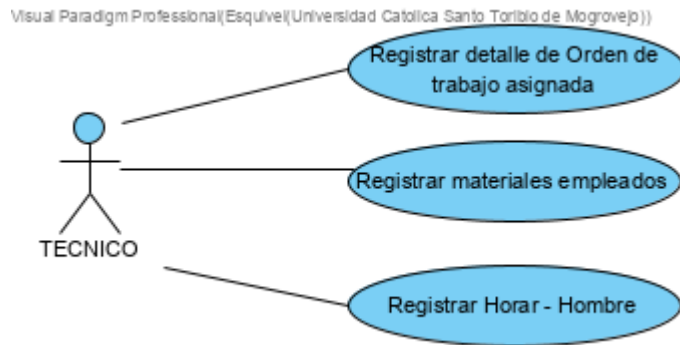 Visual Paradigm Professional(Esquivel(Universidad Catolica Santo Toribio de Mogrovejo))
Registrar detalle de Orden de
trabajo asignada
Registrar materiales empleados
TECNICO
Registrar Horar - Hombre